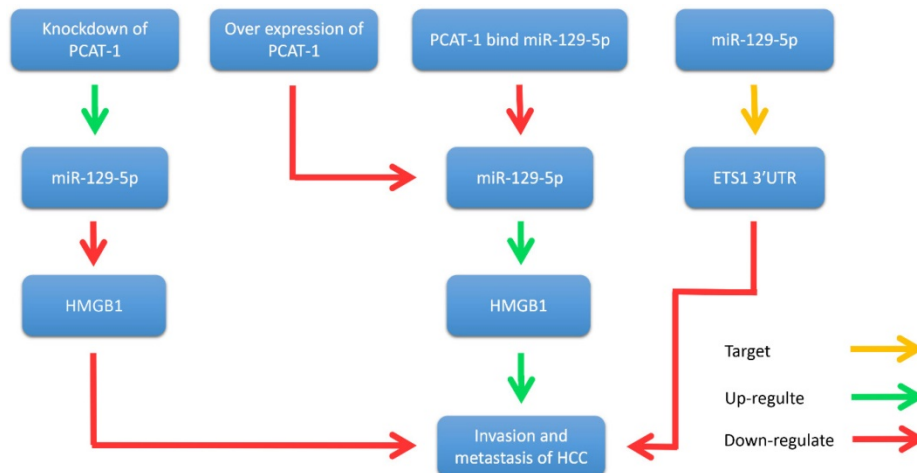 Knockdown of
PCAT-1
Over expression of
PCAT-1
PCAT-1 bind miR-129-5p
miR-129-5p
miR-129-5p
miR-129-5p
ETS1 3'UTR
HMGB1
HMGB1
Invasion and
metastasis of HCC
Target
Up-regulte
Down-regulate